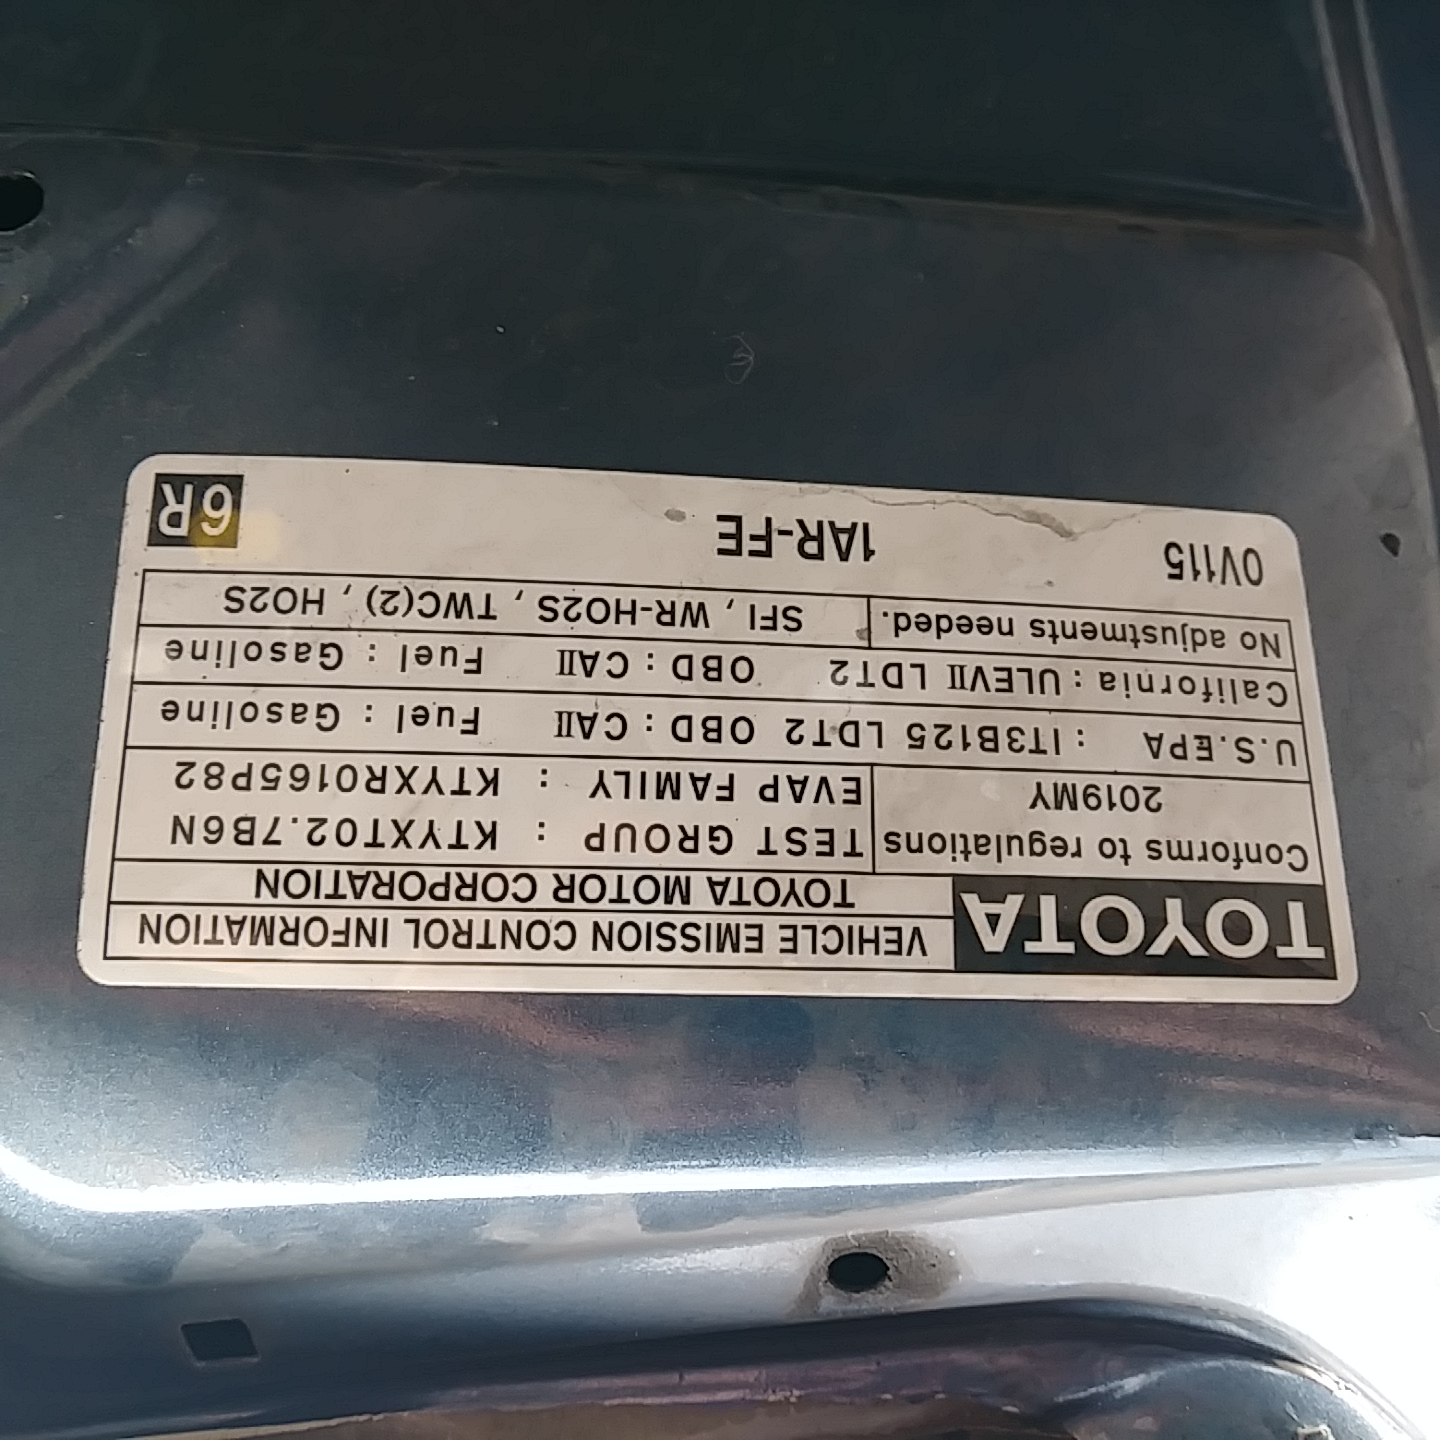 TOYOTA VEHICLE EMISSION CONTROL INFORMATION
TOYOTA MOTOR CORPORATION
Conforms to regulations TEST GROUP : KTYXT02.7B6N
2019MY EVAP FAMILY : KTYXR0165P82
U.S.EPA : IT3B125 LDT2 OBD : CAII Fuel : Gasoline
California : ULEVII LDT2 OBD : CAII Fuel : Gasoline
No adjustments needed. SFI , WR-HO2S , TWC(2) , HO2S
0V115 1AR-FE 6R